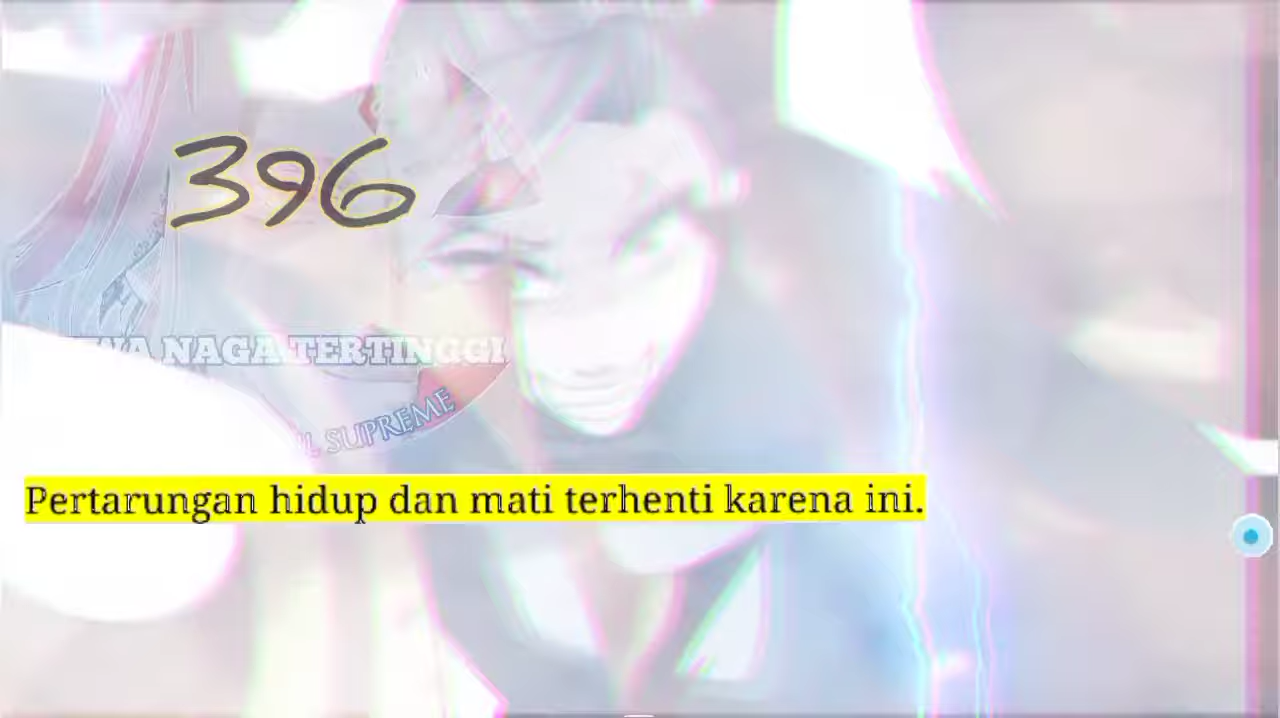 396
NAGA TERTINGGI
SUPREME
Pertarungan hidup dan mati terhenti karena ini.